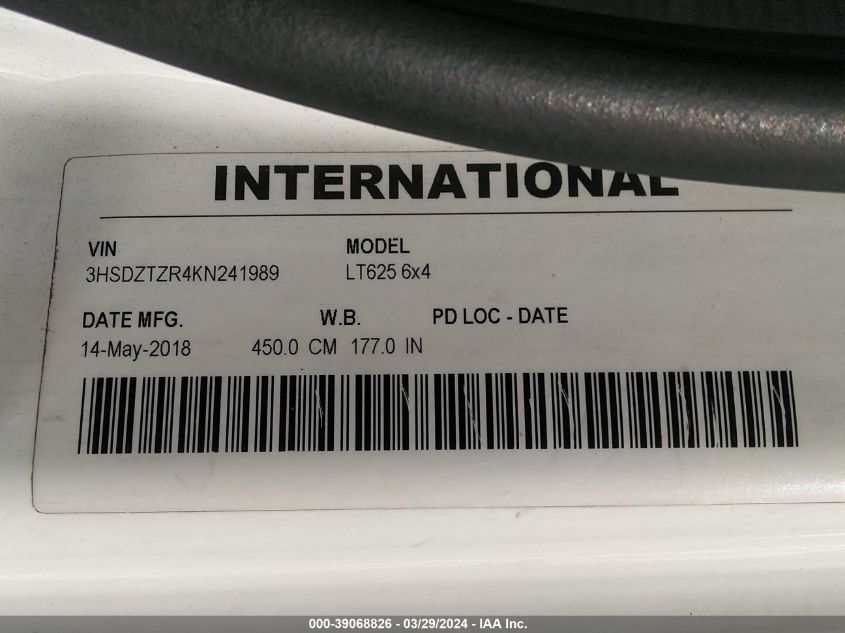 INTERNATIONAL
VIN MODEL
3HSDZTZR4KN241989 LT625 6x4
DATE MFG. W.B. PD LOC - DATE
14-May-2018 450.0 CM 177.0 IN
000-39068826 - 03/29/2024 - IAA Inc.